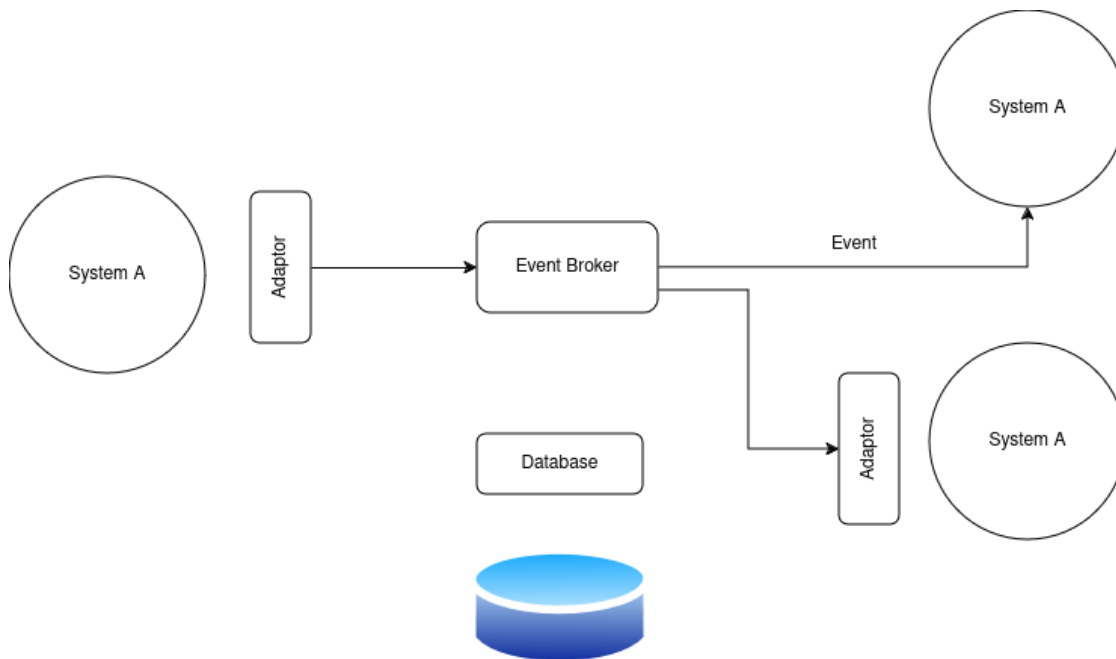 System A
System A
Adaptor
Event Broker
Event
Database
Adaptor
System A